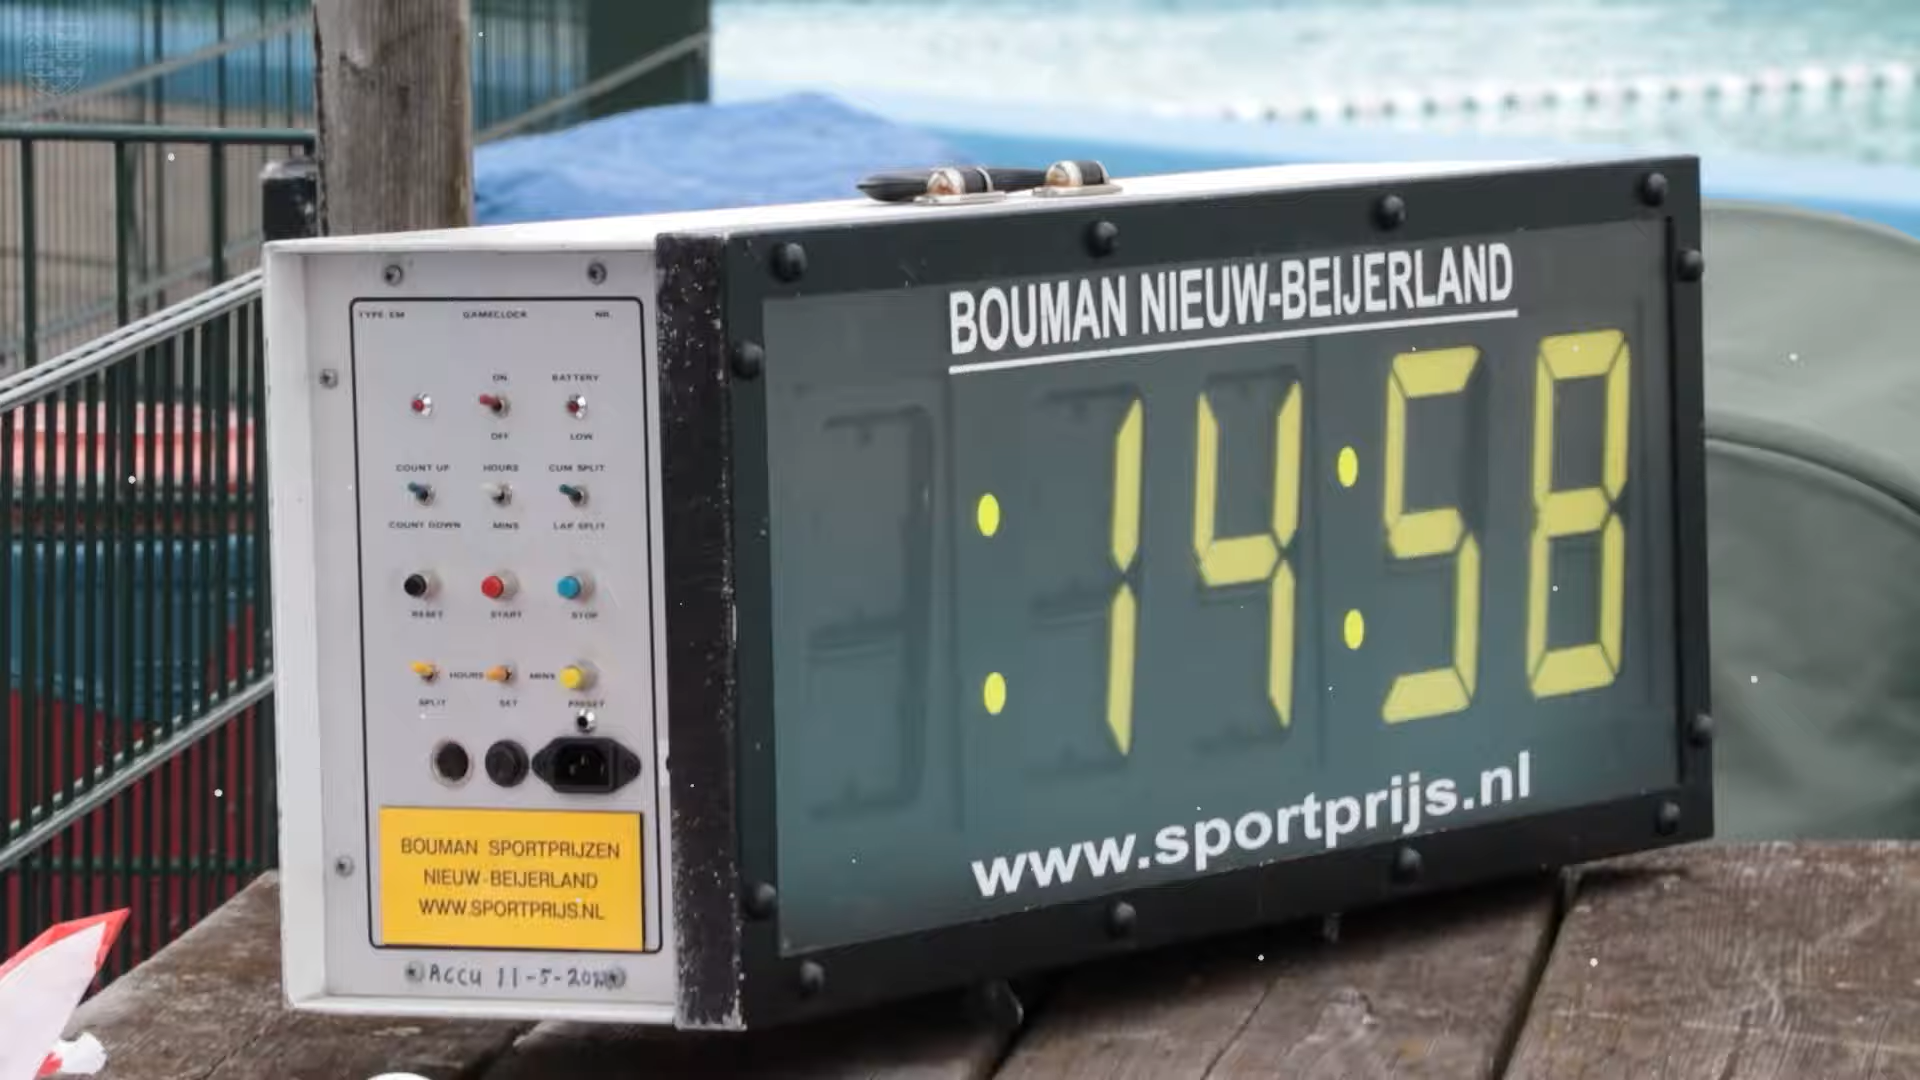 TYPE: EM GAMECLOCK NR.
ON BATTERY
OFF LOW
COUNT UP HOURS CUM SPLIT
COUNT DOWN MINS LAP SPLIT
RESET START STOP
HOURS MINS
SPLIT SET PRESET
BOUMAN SPORTPRIJZEN
NIEUW-BEIJERLAND
WWW.SPORTPRIJS.NL
ACCU 11-5-
BOUMAN NIEUW-BEIJERLAND
:14:58
www.sportprijs.nl